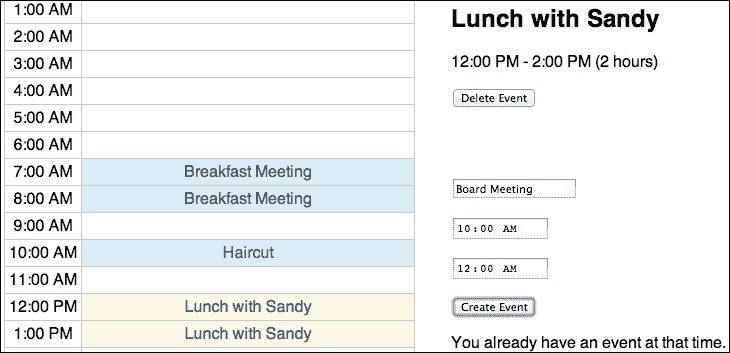 1:00 AM
2:00 AM
3:00 AM
4:00 AM
5:00 AM
6:00 AM
7:00 AM Breakfast Meeting
8:00 AM Breakfast Meeting
9:00 AM
10:00 AM Haircut
11:00 AM
12:00 PM Lunch with Sandy
1:00 PM Lunch with Sandy
Lunch with Sandy
12:00 PM - 2:00 PM (2 hours)
Delete Event
Board Meeting
10:00 AM
12:00 AM
Create Event
You already have an event at that time.